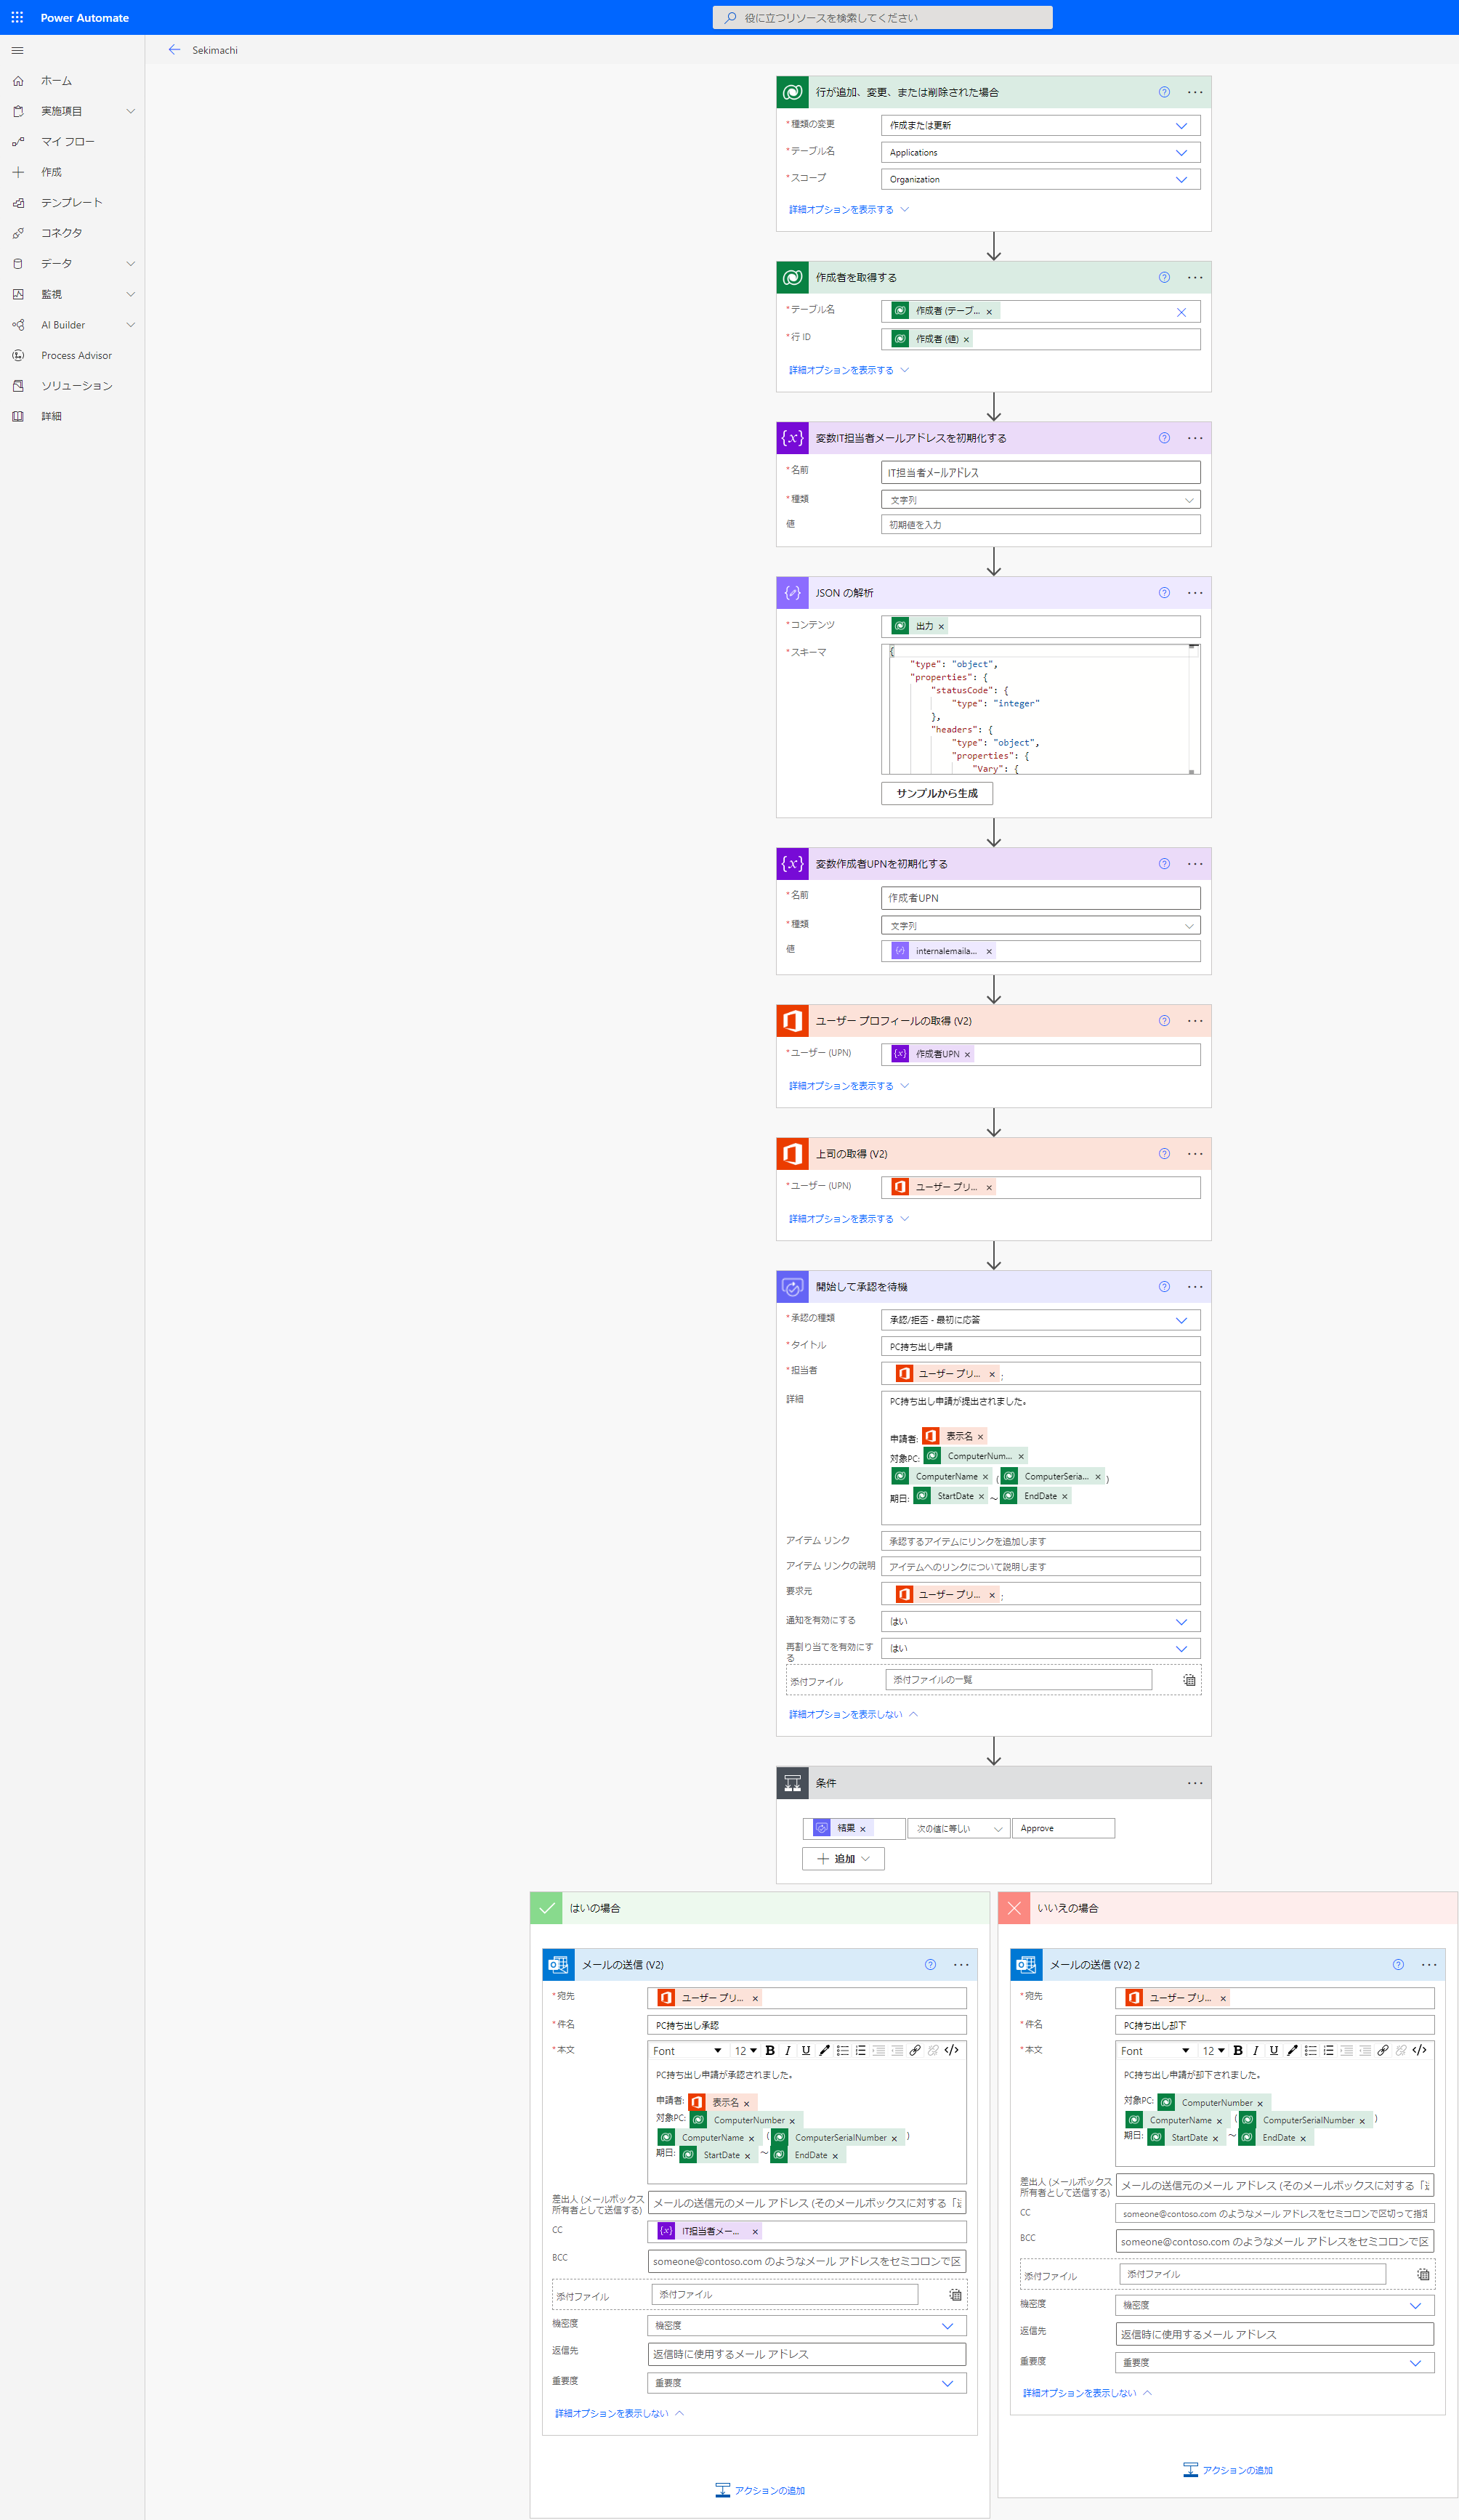 Power Automate
役に立つリソースを検索してください
Sekimachi
ホーム
実施項目
マイ フロー
作成
テンプレート
コネクタ
データ
監視
AI Builder
Process Advisor
ソリューション
詳細
行が追加、変更、または削除された場合
*種類の変更 作成または更新
*テーブル名 Applications
*スコープ Organization
詳細オプションを表示する
作成者を取得する
*テーブル名 作成者 (テーブ... ×
*行 ID 作成者 (値) ×
詳細オプションを表示する
変数IT担当者メールアドレスを初期化する
*名前 IT担当者メールアドレス
*種類 文字列
値 初期値を入力
JSON の解析
*コンテンツ 出力 ×
*スキーマ {
"type": "object",
"properties": {
"statusCode": {
"type": "integer"
},
"headers": {
"type": "object",
"properties": {
"Vary": {
サンプルから生成
変数作成者UPNを初期化する
*名前 作成者UPN
*種類 文字列
値 internalemaila... ×
ユーザー プロフィールの取得 (V2)
*ユーザー (UPN) 作成者UPN ×
詳細オプションを表示する
上司の取得 (V2)
*ユーザー (UPN) ユーザー プリ... ×
詳細オプションを表示する
開始して承認を待機
*承認の種類 承認/拒否 - 最初に応答
*タイトル PC持ち出し申請
*担当者 ユーザー プリ... × ;
詳細 PC持ち出し申請が提出されました。
申請者: 表示名 ×
対象PC: ComputerNum... ×
ComputerName × ( ComputerSeria... × )
期日: StartDate × ～ EndDate ×
アイテム リンク 承認するアイテムにリンクを追加します
アイテム リンクの説明 アイテムへのリンクについて説明します
要求元 ユーザー プリ... × ;
通知を有効にする はい
再割り当てを有効にす
る はい
添付ファイル 添付ファイルの一覧
詳細オプションを表示しない
条件
結果 × 次の値に等しい Approve
追加
はいの場合
メールの送信 (V2)
*宛先 ユーザー プリ... ×
*件名 PC持ち出し承認
*本文 Font 12 B I U </>
PC持ち出し申請が承認されました。
申請者: 表示名 ×
対象PC: ComputerNumber ×
ComputerName × ( ComputerSerialNumber × )
期日: StartDate × ～ EndDate ×
差出人 (メールボックス
所有者として送信する) メールの送信元のメール アドレス (そのメールボックスに対する「送
CC IT担当者メー... ×
BCC someone@contoso.com のようなメール アドレスをセミコロンで区
添付ファイル 添付ファイル
機密度 機密度
返信先 返信時に使用するメール アドレス
重要度 重要度
詳細オプションを表示しない
アクションの追加
いいえの場合
メールの送信 (V2) 2
*宛先 ユーザー プリ... ×
*件名 PC持ち出し却下
*本文 Font 12 B I U </>
PC持ち出し申請が却下されました。
対象PC: ComputerNumber ×
ComputerName × ( ComputerSerialNumber × )
期日: StartDate × ～ EndDate ×
差出人 (メールボックス
所有者として送信する) メールの送信元のメール アドレス (そのメールボックスに対する「送
CC someone@contoso.com のようなメール アドレスをセミコロンで区切って指定
BCC someone@contoso.com のようなメール アドレスをセミコロンで区
添付ファイル 添付ファイル
機密度 機密度
返信先 返信時に使用するメール アドレス
重要度 重要度
詳細オプションを表示しない
アクションの追加